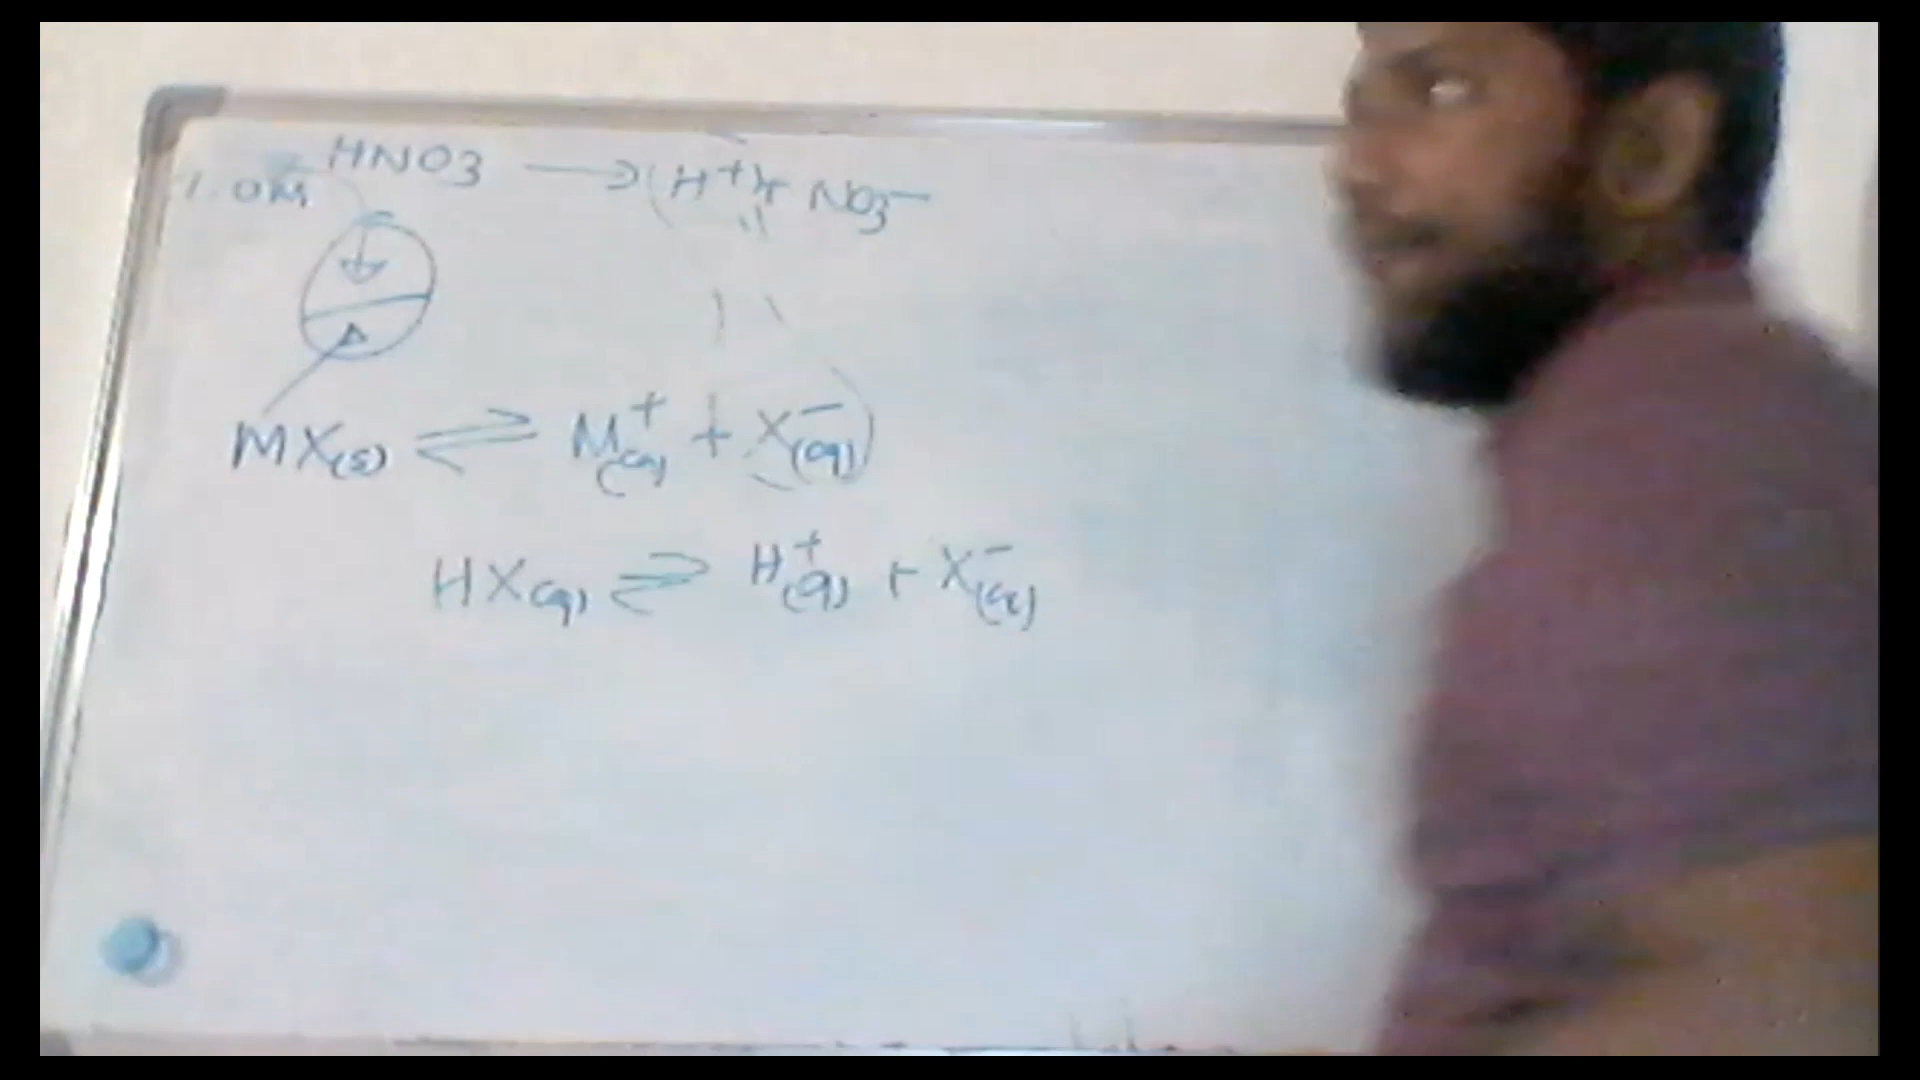 HNO3 → (H⁺) + NO3⁻
1.0M
MX(s) ⇌ M⁺(aq) + X⁻(aq)
HX(aq) ⇌ H⁺(aq) + X⁻(aq)